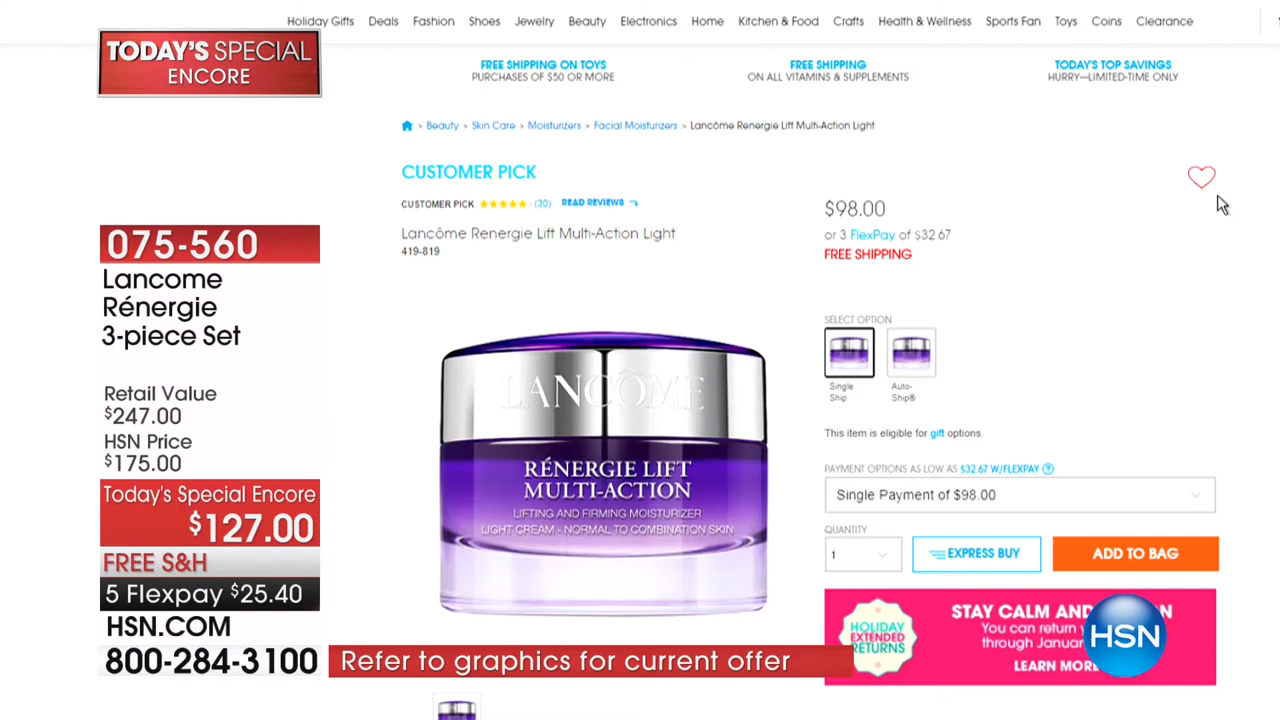 Holiday Gifts Deals Fashion Shoes Jewelry Beauty Electronics Home Kitchen & Food Crafts Health & Wellness Sports Fan Toys Coins Clearance
TODAY'S SPECIAL
ENCORE
FREE SHIPPING ON TOYS
PURCHASES OF $50 OR MORE
FREE SHIPPING
ON ALL VITAMINS & SUPPLEMENTS
TODAY'S TOP SAVINGS
HURRY—LIMITED-TIME ONLY
> Beauty > Skin Care > Moisturizers > Facial Moisturizers > Lancôme Renergie Lift Multi-Action Light
CUSTOMER PICK
CUSTOMER PICK (30) READ REVIEWS
Lancôme Renergie Lift Multi-Action Light
419-819
$98.00
or 3 FlexPay of $32.67
FREE SHIPPING
SELECT OPTION
Single
Ship
Auto-
Ship®
This item is eligible for gift options.
PAYMENT OPTIONS AS LOW AS $32.67 W/FLEXPAY ?
Single Payment of $98.00
QUANTITY
1
EXPRESS BUY
ADD TO BAG
LANCÔME
RÉNERGIE LIFT
MULTI-ACTION
LIFTING AND FIRMING MOISTURIZER
LIGHT CREAM - NORMAL TO COMBINATION SKIN
HOLIDAY
EXTENDED
RETURNS
STAY CALM AND
You can return
through
LEARN MORE
HSN
075-560
Lancome
Rénergie
3-piece Set
Retail Value
$247.00
HSN Price
$175.00
Today's Special Encore
$127.00
FREE S&H
5 Flexpay $25.40
HSN.COM
800-284-3100
Refer to graphics for current offer